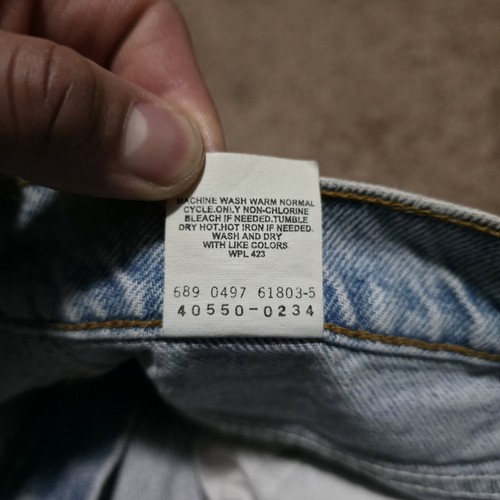 MACHINE WASH WARM NORMAL
CYCLE.ONLY NON-CHLORINE
BLEACH IF NEEDED.TUMBLE
DRY HOT.HOT IRON IF NEEDED.
WASH AND DRY
WITH LIKE COLORS.
WPL 423
689 0497 61803-5
40550-0234